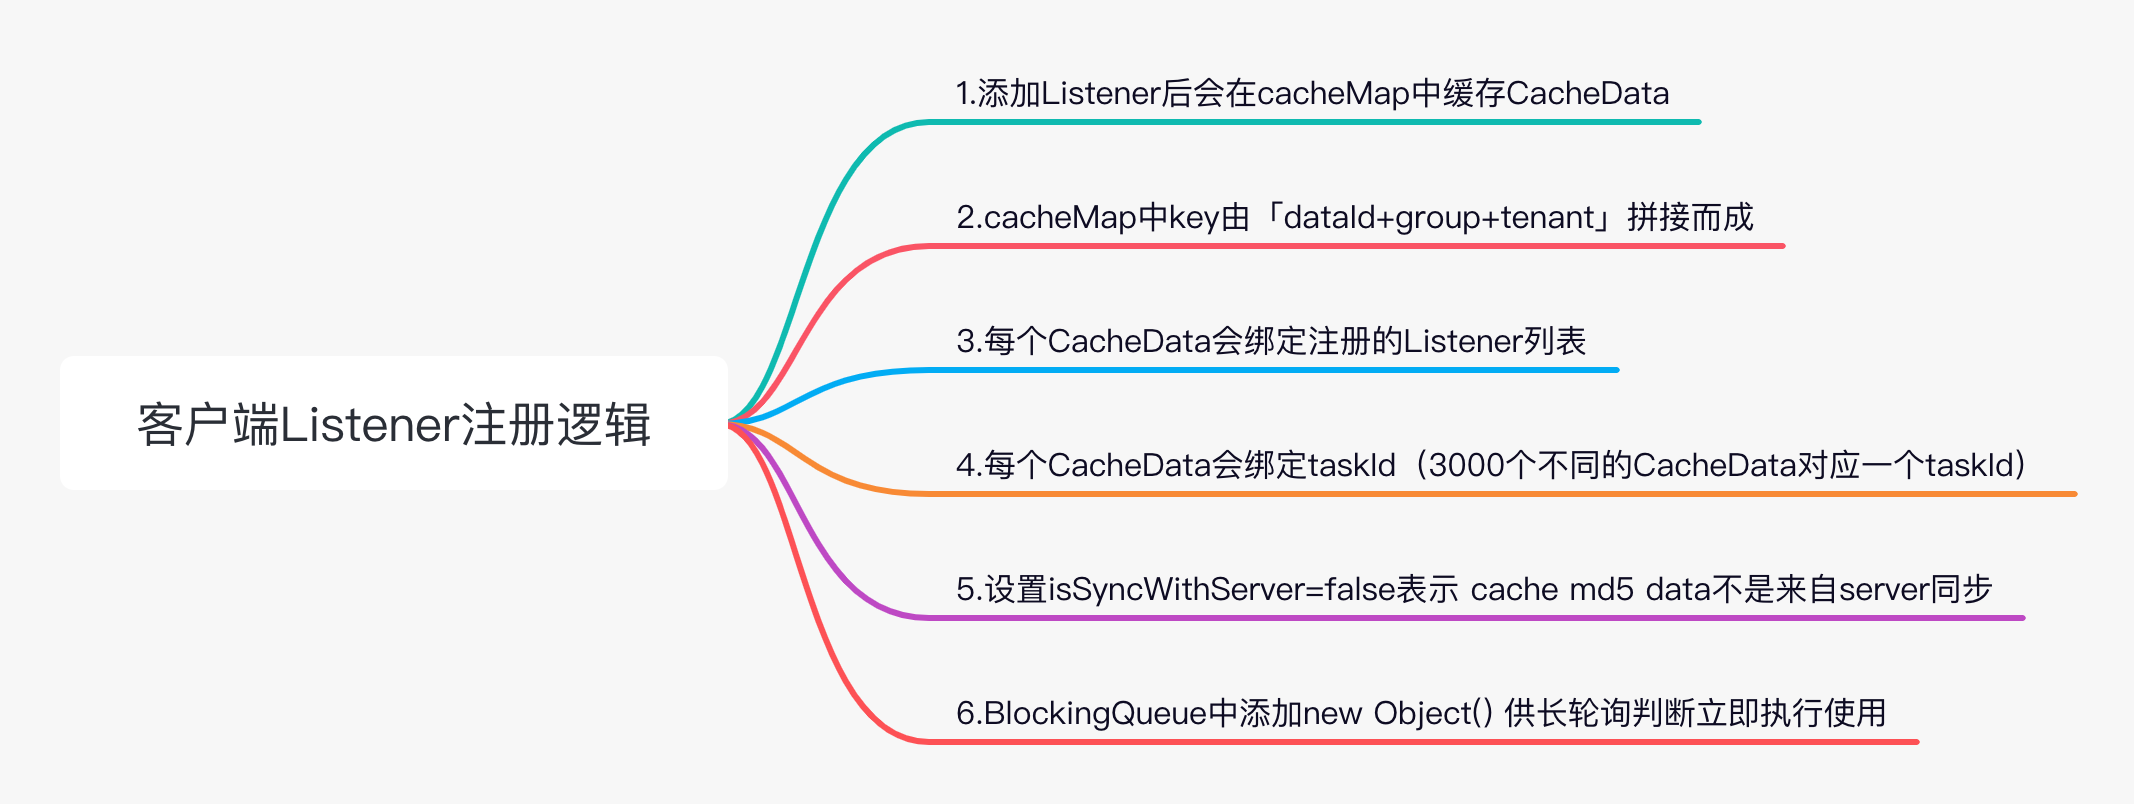 客户端Listener注册逻辑
1.添加Listener后会在cacheMap中缓存CacheData
2.cacheMap中key由「dataId+group+tenant」拼接而成
3.每个CacheData会绑定注册的Listener列表
4.每个CacheData会绑定taskId（3000个不同的CacheData对应一个taskId）
5.设置isSyncWithServer=false表示 cache md5 data不是来自server同步
6.BlockingQueue中添加new Object() 供长轮询判断立即执行使用